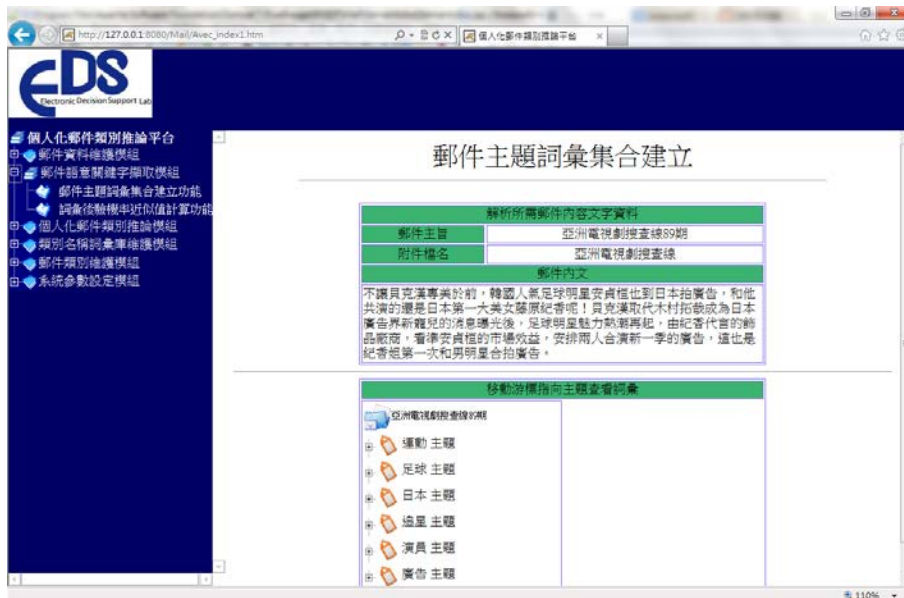 http://127.0.0.1:8080/Mail/Avec_index1.htm
個人化郵件類別推論平台
EDS
Electronic Decision Support Lab
個人化郵件類別推論平台
郵件資料維護模組
郵件語意關鍵字擷取模組
郵件主題詞彙集合建立功能
詞彙後驗機率近似值計算功能
個人化郵件類別推論模組
類別名稱詞彙庫維護模組
郵件類別維護模組
系統參數設定模組
郵件主題詞彙集合建立
解析所需郵件內容文字資料
郵件主旨 亞洲電視劇搜查線89期
附件檔名 亞洲電視劇搜查線
郵件內文
不讓貝克漢專美於前，韓國人氣足球明星安貞桓也到日本拍廣告，和他
共演的還是日本第一大美女藤原紀香呢！貝克漢取代木村拓哉成為日本
廣告界新寵兒的消息曝光後，足球明星魅力熱潮再起，由紀香代言的飾
品廠商，看準安貞桓的市場效益，安排兩人合演新一季的廣告，這也是
紀香姐第一次和男明星合拍廣告。
移動游標指向主題查看詞彙
亞洲電視劇搜查線89期
運動 主題
足球 主題
日本 主題
追星 主題
演員 主題
廣告 主題
110%